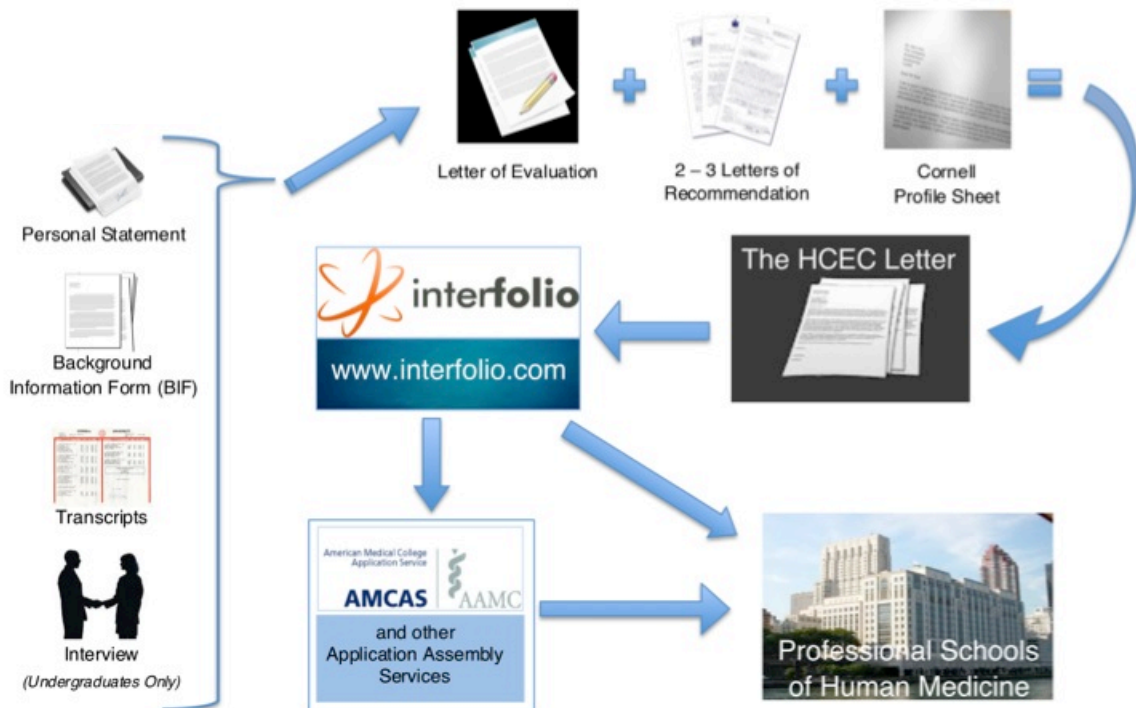 Letter of Evaluation
2 – 3 Letters of
Recommendation
Cornell
Profile Sheet
Personal Statement
Background
Information Form (BIF)
Transcripts
Interview
(Undergraduates Only)
The HCEC Letter
interfolio
www.interfolio.com
American Medical College
Application Service
AMCAS
AAMC
and other
Application Assembly
Services
Professional Schools
of Human Medicine